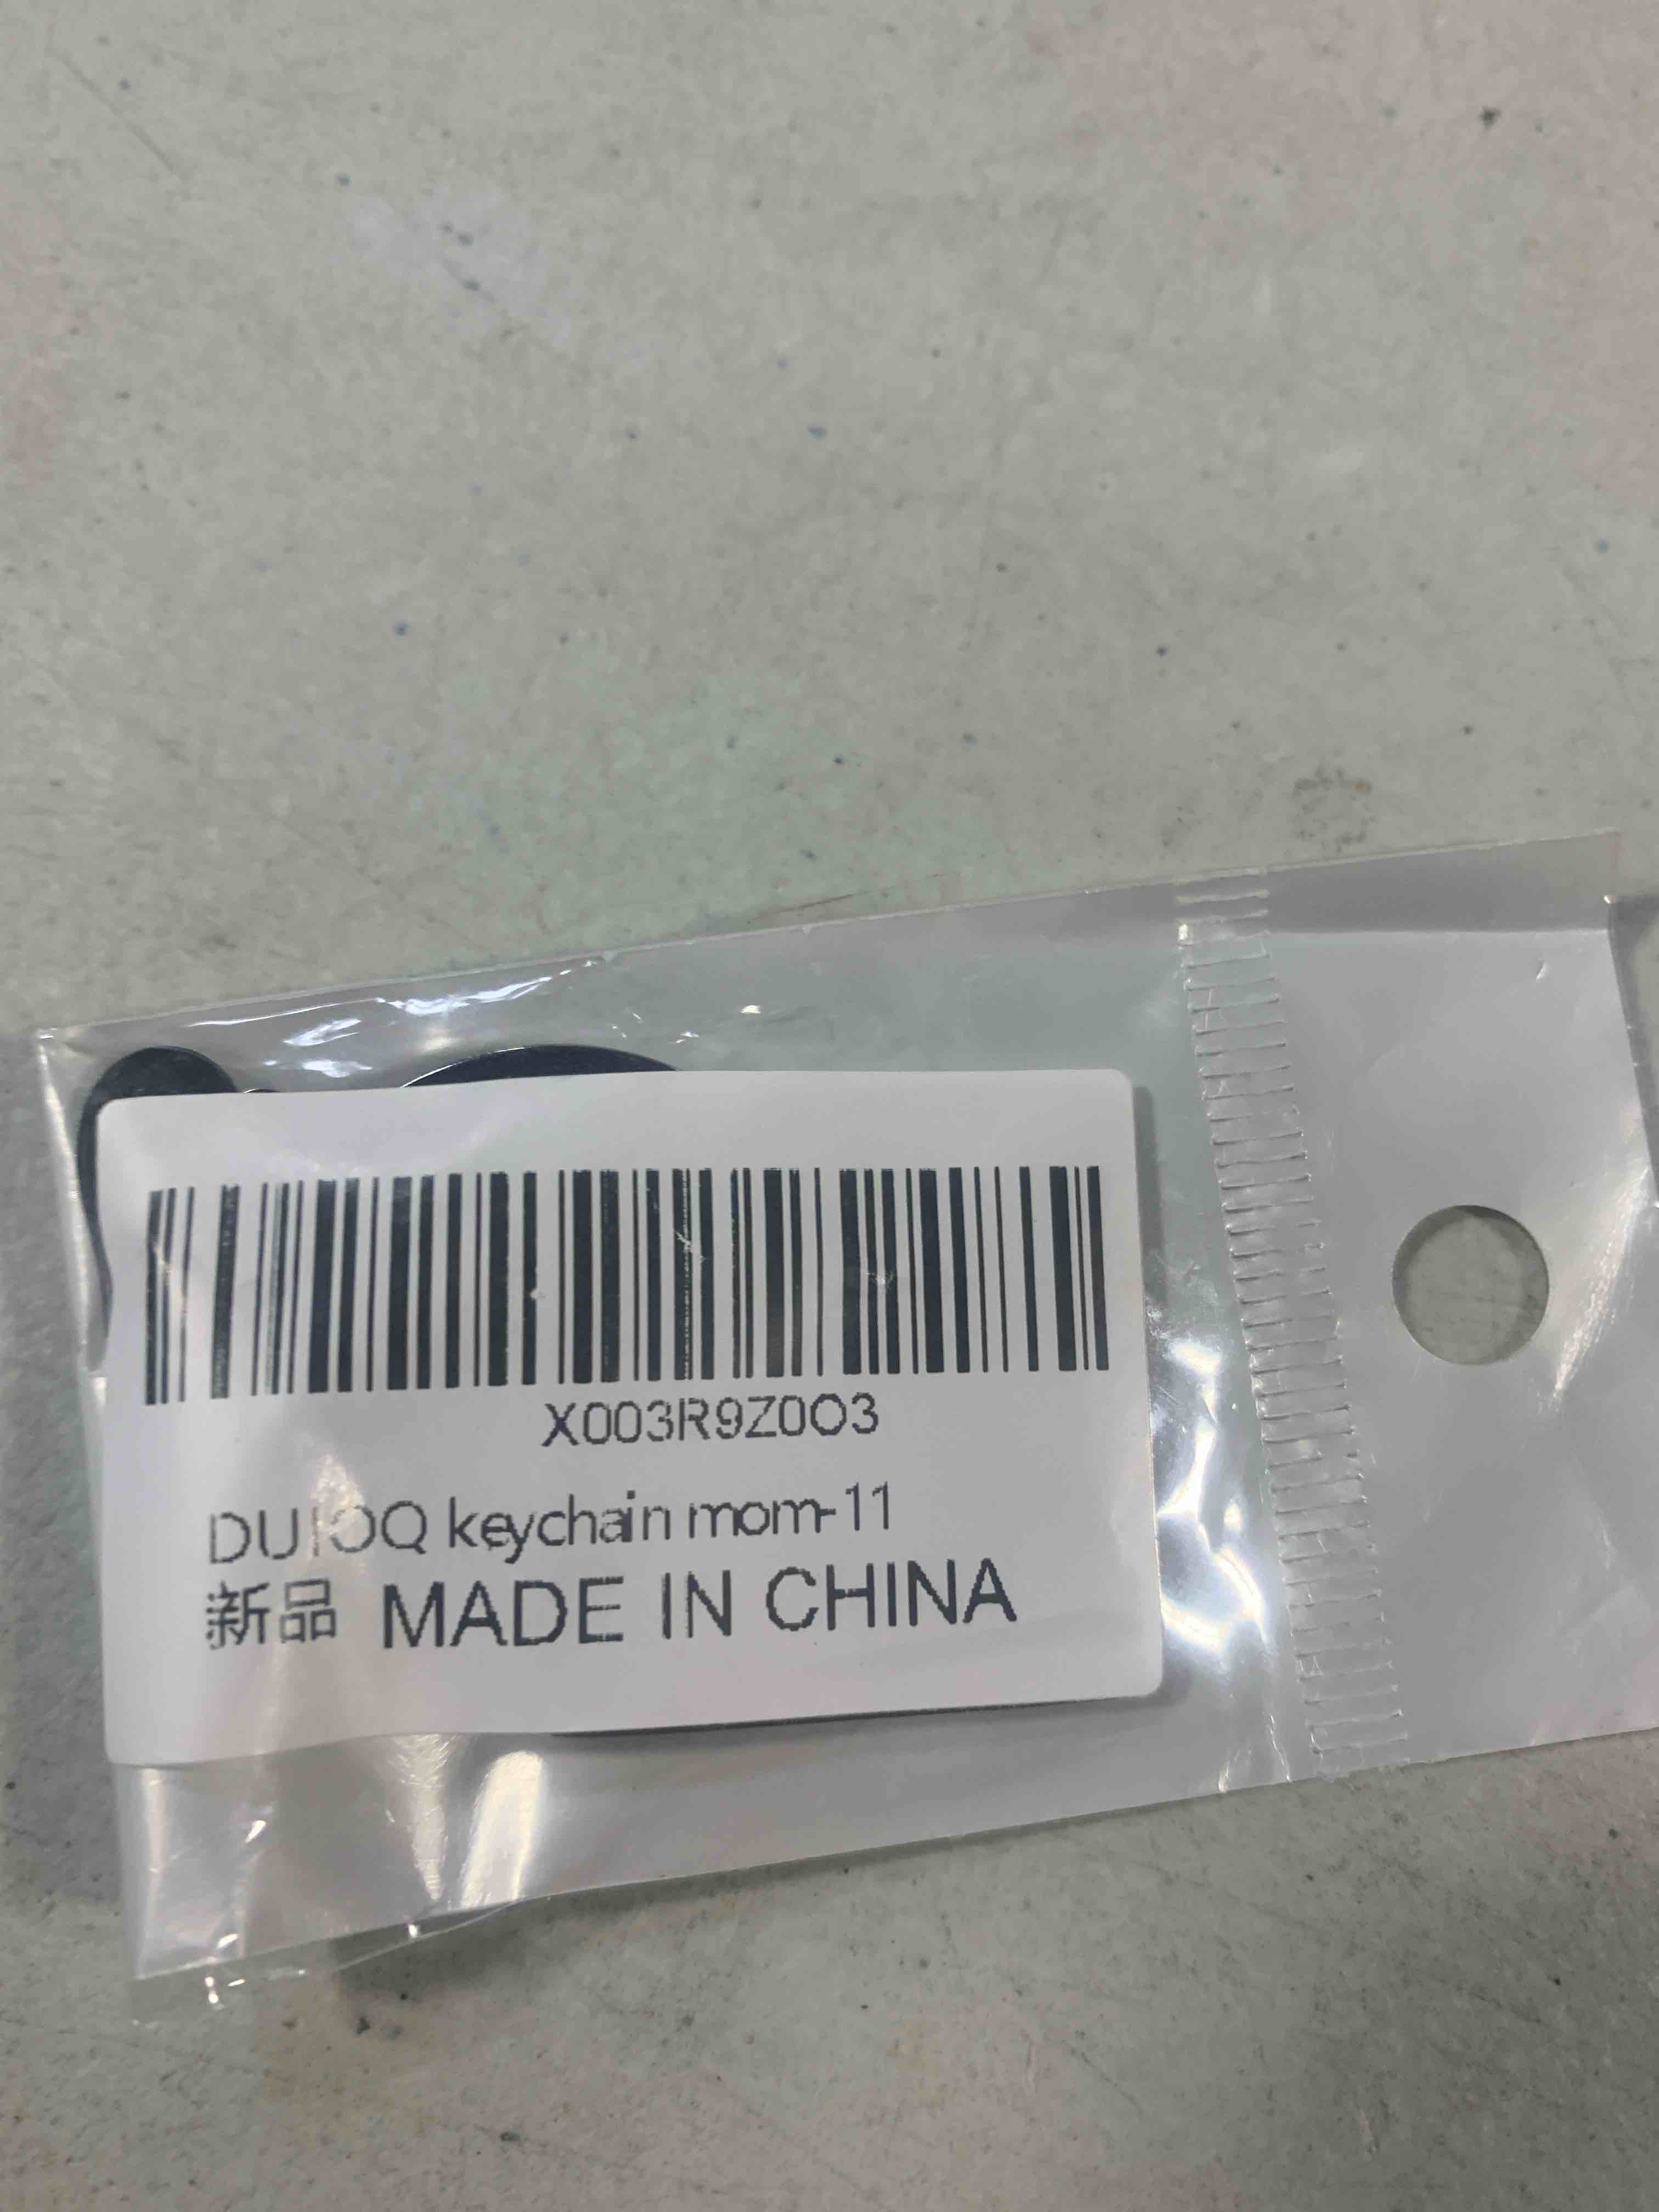 X003R9Z0O3
DUIOQ keychain mom-11
新品 MADE IN CHINA